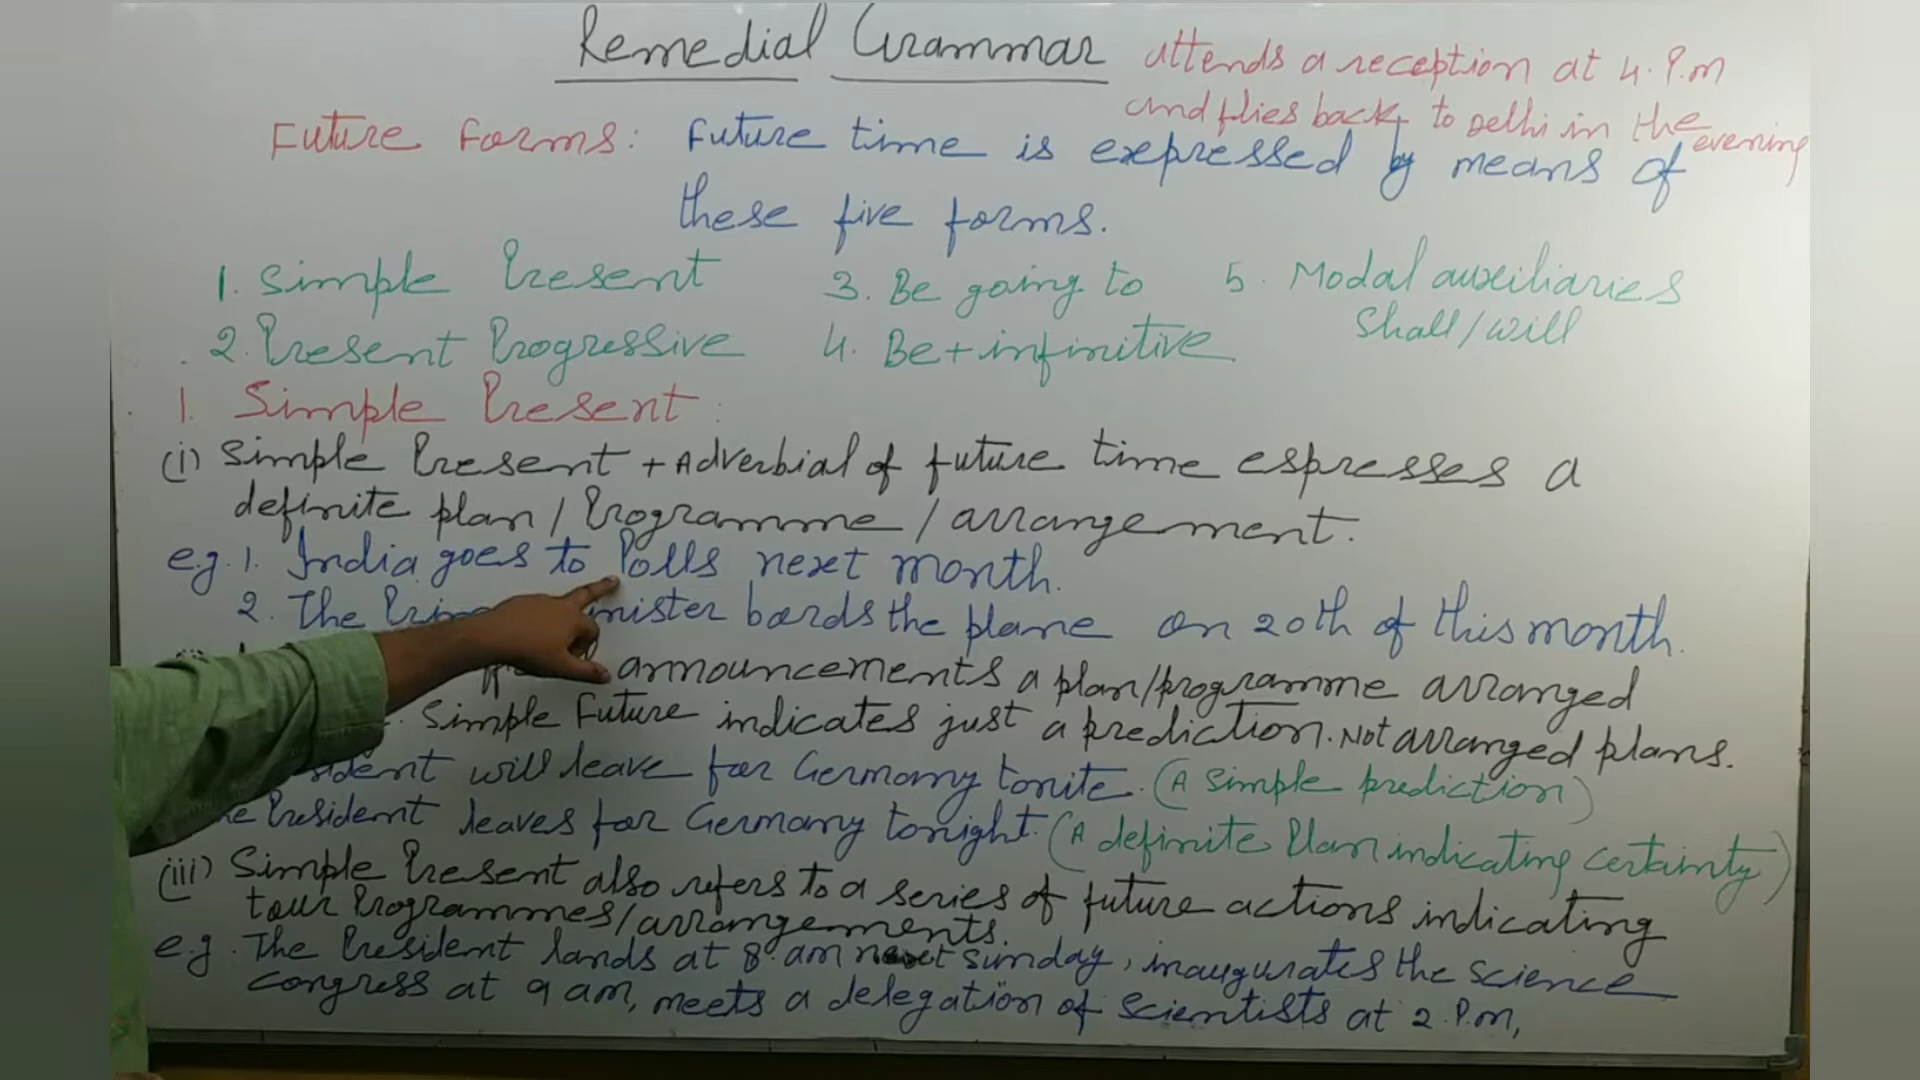 Remedial Grammar
attends a reception at 4. P.m
and flies back to Delhi in the evening
Future Forms: Future time is expressed by means of
these five forms.
1. Simple Present
2. Present Progressive
3. Be going to
4. Be + infinitive
5. Modal auxiliaries
Shall/will
1. Simple Present:
(i) Simple Present + Adverbial of future time espresses a
definite plan / Programme / arrangement.
e.g. 1. India goes to Polls next month.
2. The nister bords the plane on 20th of this month.
announcements a plan/programme arranged
Simple Future indicates just a prediction. Not arranged plans.
sident will leave for Germany tonite. (A simple prediction)
President leaves for Germany tonight. (A definite Plan indicating certainty)
(iii) Simple Present also refers to a series of future actions indicating
tour Programmes/arrangements.
e.g. The President lands at 8. am next sunday, inaugurates the science
congress at 9 am, meets a delegation of scientists at 2. P.m,